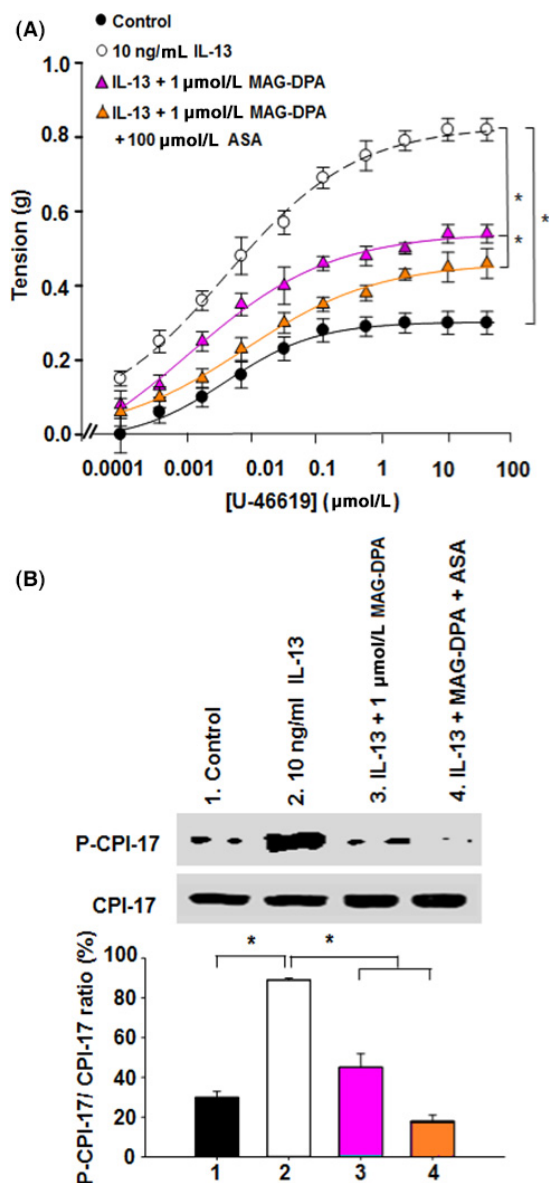 (A)
Control
10 ng/mL IL-13
IL-13 + 1 µmol/L MAG-DPA
IL-13 + 1 µmol/L MAG-DPA
+ 100 µmol/L ASA
Tension (g)
1.0
0.8
0.6
0.4
0.2
0.0
*
*
*
0.0001 0.001 0.01 0.1 1 10 100
[U-46619] (µmol/L)
(B)
1. Control
2. 10 ng/ml IL-13
3. IL-13 + 1 µmol/L MAG-DPA
4. IL-13 + MAG-DPA + ASA
P-CPI-17
CPI-17
P-CPI-17/ CPI-17 ratio (%)
100
80
60
40
20
0
* *
1 2 3 4